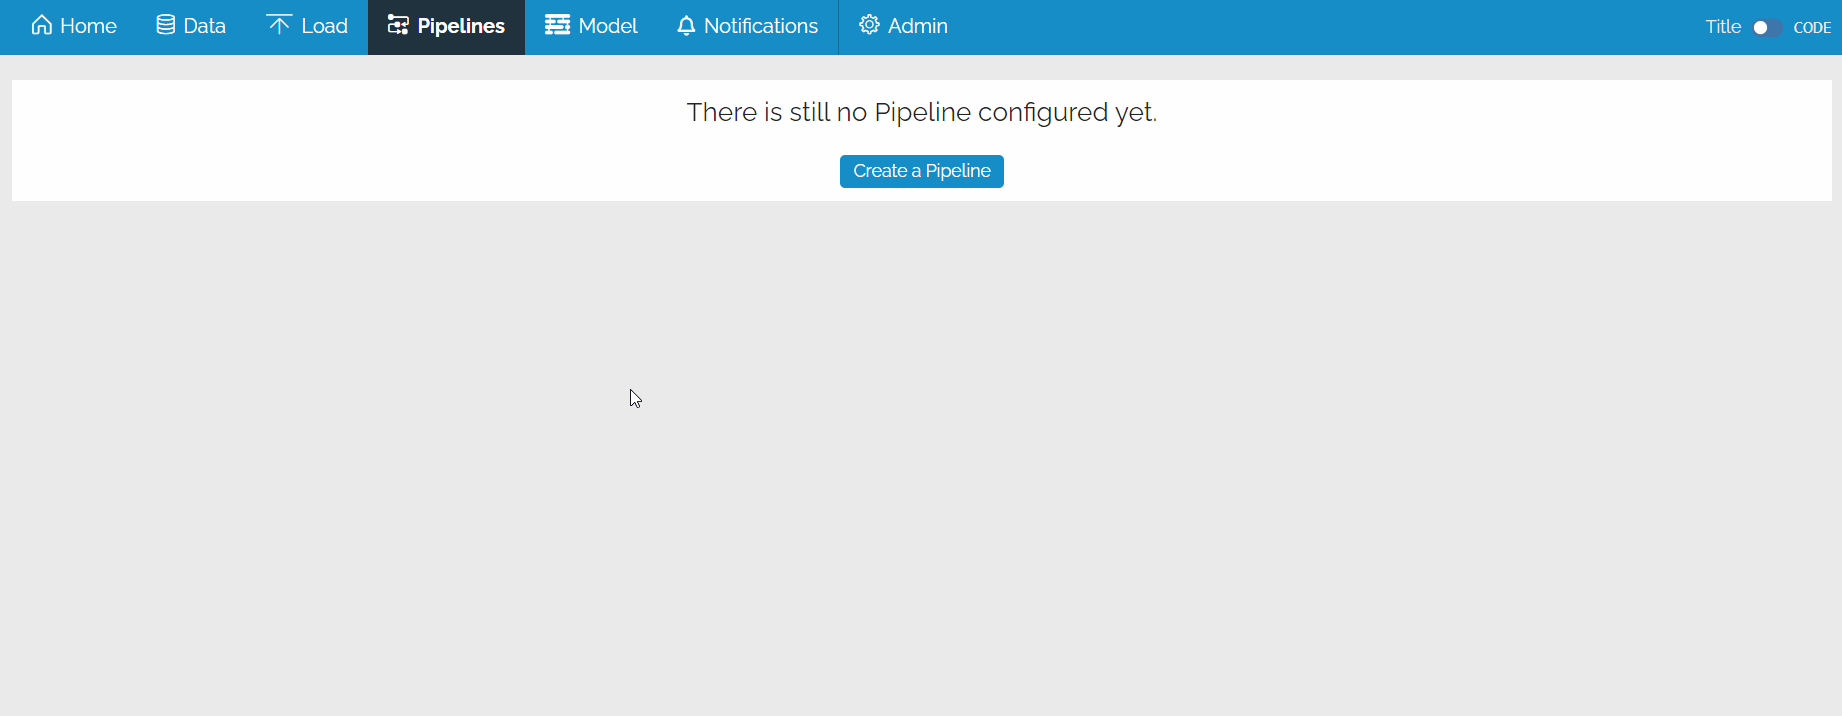 Home Data Load Pipelines Model Notifications Admin Title CODE
There is still no Pipeline configured yet.
Create a Pipeline